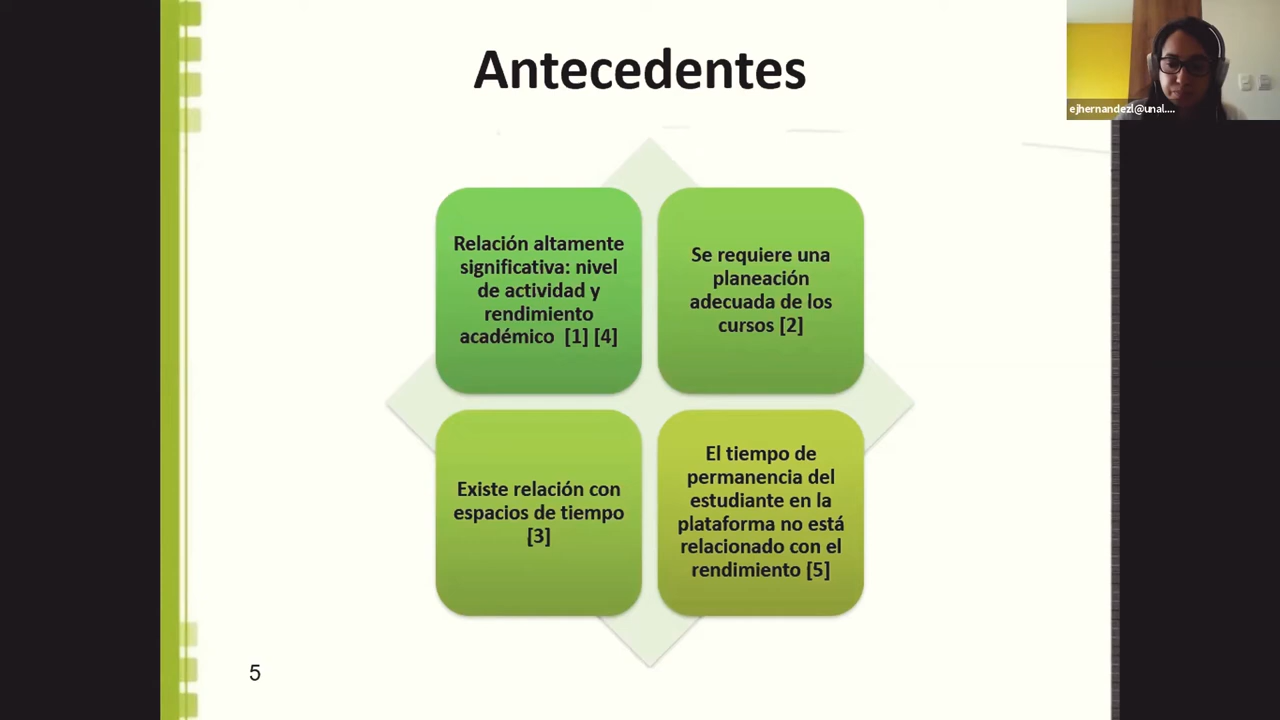 Antecedentes
ejhernandezl@unal....
Relación altamente
significativa: nivel
de actividad y
rendimiento
académico [1] [4]
Se requiere una
planeación
adecuada de los
cursos [2]
Existe relación con
espacios de tiempo
[3]
El tiempo de
permanencia del
estudiante en la
plataforma no está
relacionado con el
rendimiento [5]
5